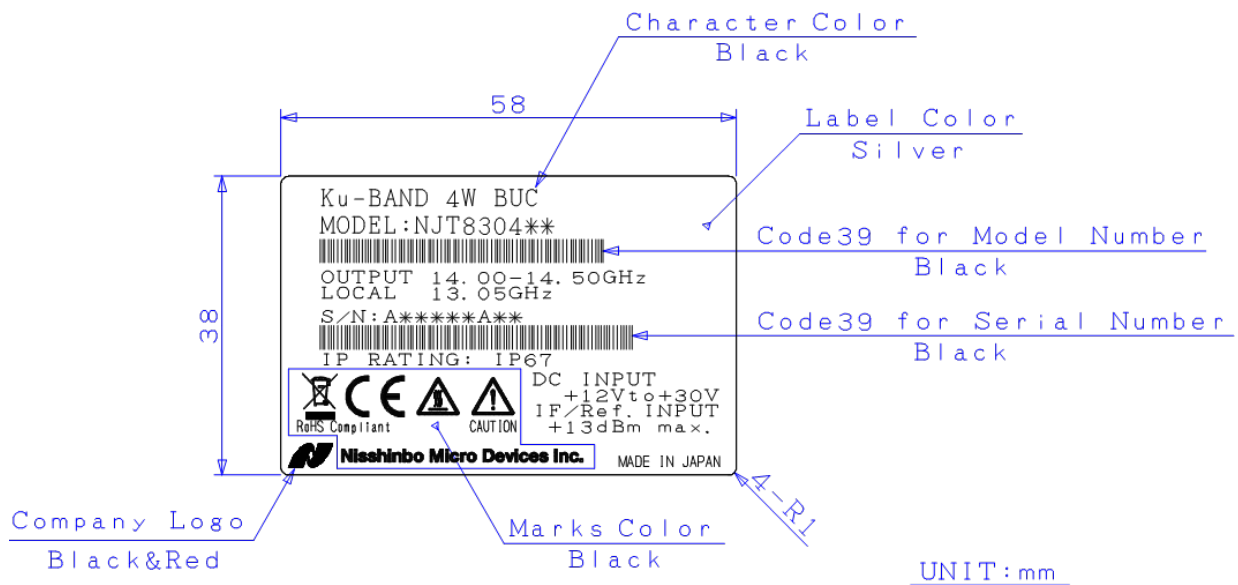 Character Color
Black
58
Label Color
Silver
38
Ku-BAND 4W BUC
MODEL:NJT8304**
Code39 for Model Number
Black
OUTPUT 14.00-14.50GHz
LOCAL 13.05GHz
S/N:A*****A**
Code39 for Serial Number
Black
IP RATING: IP67
DC INPUT
+12Vto+30V
IF/Ref. INPUT
+13dBm max.
RoHS Compliant
CAUTION
Nisshinbo Micro Devices Inc.
MADE IN JAPAN
4-R1
Company Logo
Black&Red
Marks Color
Black
UNIT:mm